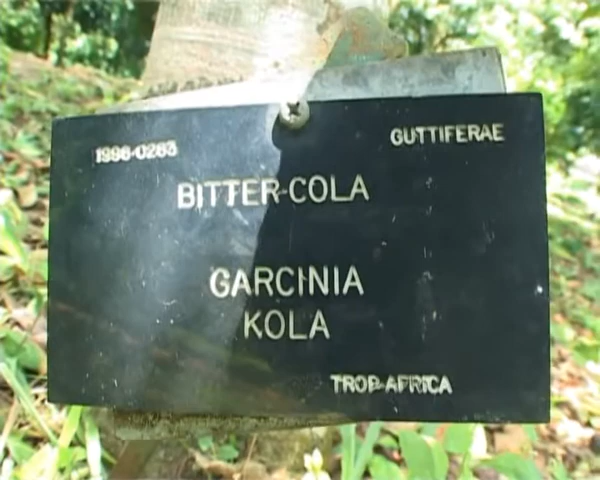 1996-0263
GUTTIFERAE
BITTER-COLA
GARCINIA
KOLA
TROP-AFRICA